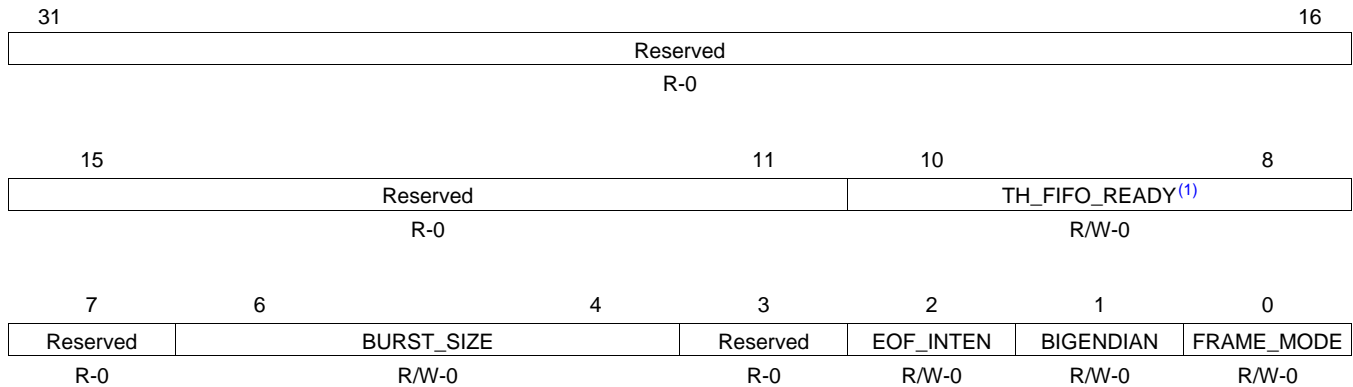 31 16
Reserved
R-0
15 11 10 8
Reserved TH_FIFO_READY(1)
R-0 R/W-0
7 6 4 3 2 1 0
Reserved BURST_SIZE Reserved EOF_INTEN BIGENDIAN FRAME_MODE
R-0 R/W-0 R-0 R/W-0 R/W-0 R/W-0